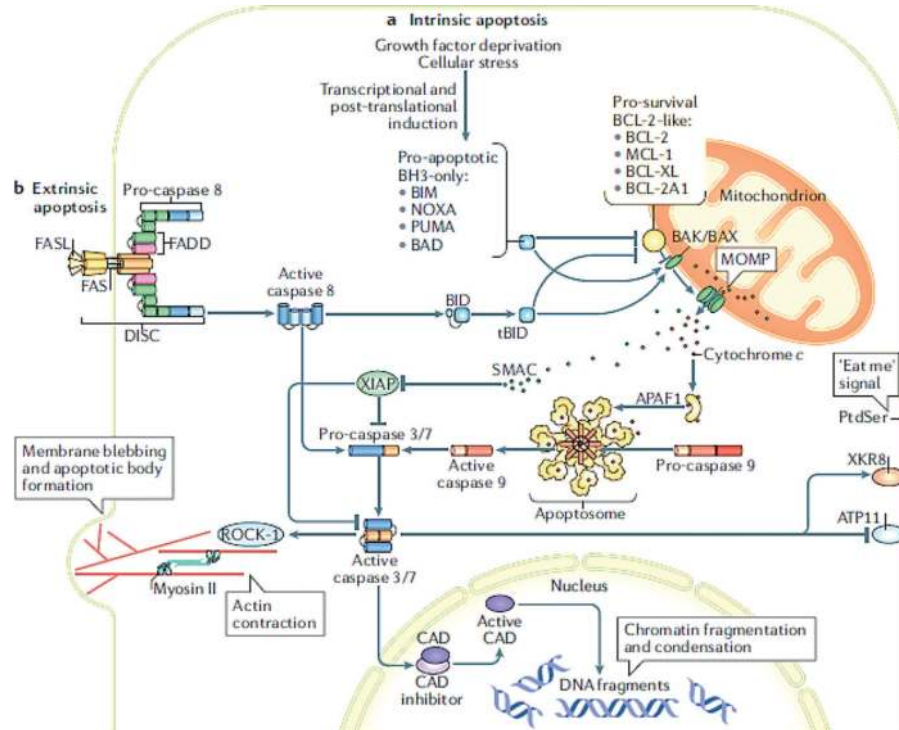 a Intrinsic apoptosis
Growth factor deprivation
Cellular stress
Transcriptional and
post-translational
induction
Pro-apoptotic
BH3-only:
• BIM
• NOXA
• PUMA
• BAD
Pro-survival
BCL-2-like:
• BCL-2
• MCL-1
• BCL-XL
• BCL-2A1
Mitochondrion
BAK/BAX
MOMP
b Extrinsic
apoptosis
Pro-caspase 8
FASL
FADD
FAS
DISC
Active
caspase 8
BID
tBID
Cytochrome c
SMAC
XIAP
APAF1
'Eat me'
signal
PtdSer
Pro-caspase 3/7
Active
caspase 9
Pro-caspase 9
Apoptosome
XKR8
ATP11
Membrane blebbing
and apoptotic body
formation
ROCK-1
Myosin II
Active
caspase 3/7
Actin
contraction
Nucleus
CAD
CAD
inhibitor
Active
CAD
Chromatin fragmentation
and condensation
DNA fragments